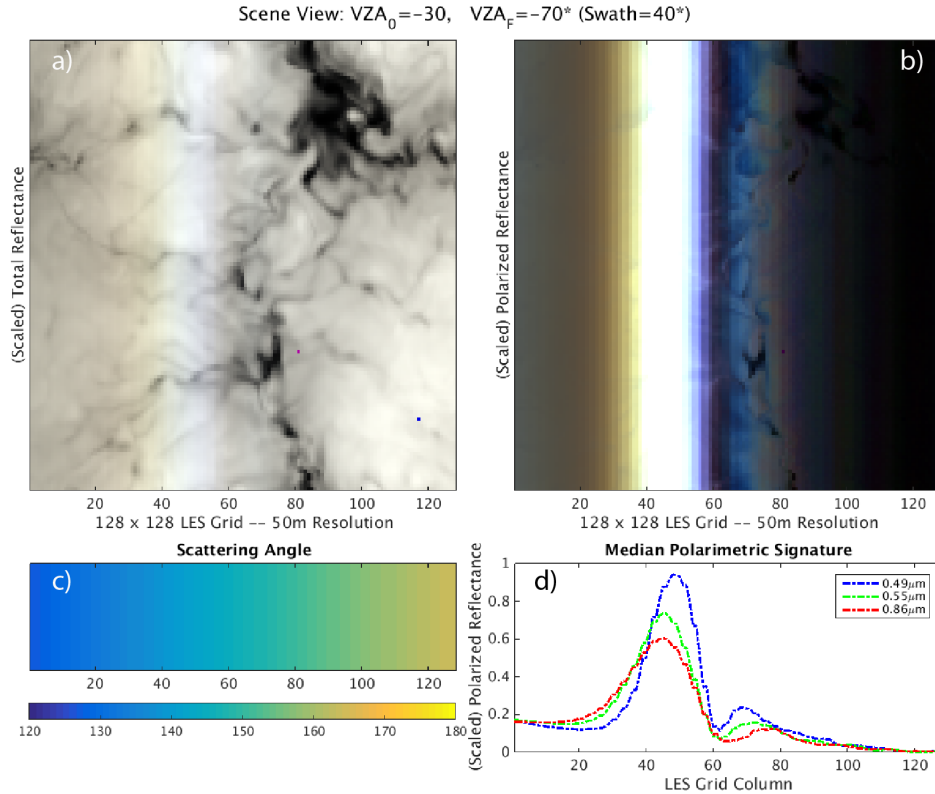 Scene View: VZA0=-30,   VZAF=-70* (Swath=40*)
a)
(Scaled) Total Reflectance
20 40 60 80 100 120
128 x 128 LES Grid -- 50m Resolution
b)
(Scaled) Polarized Reflectance
20 40 60 80 100 120
128 x 128 LES Grid -- 50m Resolution
Scattering Angle
c)
20 40 60 80 100 120
120 130 140 150 160 170 180
Median Polarimetric Signature
d)
(Scaled) Polarized Reflectance
1
0.8
0.6
0.4
0.2
0
0.49μm
0.55μm
0.86μm
20 40 60 80 100 120
LES Grid Column